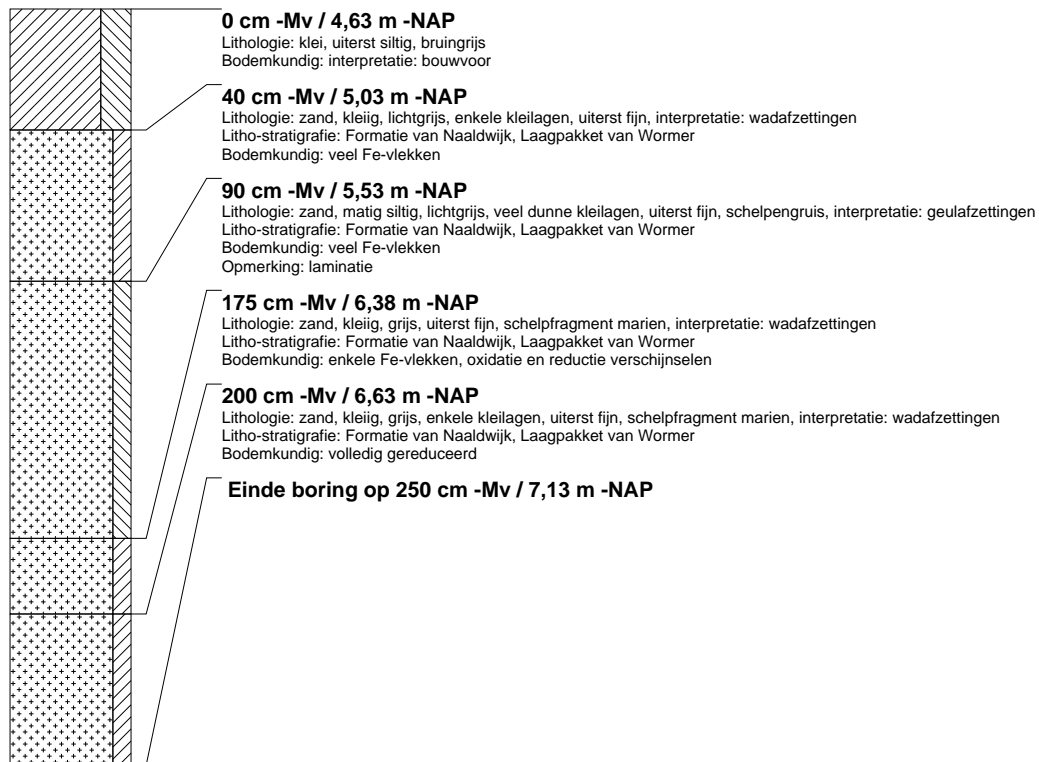 0 cm -Mv / 4,63 m -NAP
Lithologie: klei, uiterst siltig, bruingrijs
Bodemkundig: interpretatie: bouwvoor
40 cm -Mv / 5,03 m -NAP
Lithologie: zand, kleiig, lichtgrijs, enkele kleilagen, uiterst fijn, interpretatie: wadafzettingen
Litho-stratigrafie: Formatie van Naaldwijk, Laagpakket van Wormer
Bodemkundig: veel Fe-vlekken
90 cm -Mv / 5,53 m -NAP
Lithologie: zand, matig siltig, lichtgrijs, veel dunne kleilagen, uiterst fijn, schelpengruis, interpretatie: geulafzettingen
Litho-stratigrafie: Formatie van Naaldwijk, Laagpakket van Wormer
Bodemkundig: veel Fe-vlekken
Opmerking: laminatie
175 cm -Mv / 6,38 m -NAP
Lithologie: zand, kleiig, grijs, uiterst fijn, schelpfragment marien, interpretatie: wadafzettingen
Litho-stratigrafie: Formatie van Naaldwijk, Laagpakket van Wormer
Bodemkundig: enkele Fe-vlekken, oxidatie en reductie verschijnselen
200 cm -Mv / 6,63 m -NAP
Lithologie: zand, kleiig, grijs, enkele kleilagen, uiterst fijn, schelpfragment marien, interpretatie: wadafzettingen
Litho-stratigrafie: Formatie van Naaldwijk, Laagpakket van Wormer
Bodemkundig: volledig gereduceerd
Einde boring op 250 cm -Mv / 7,13 m -NAP